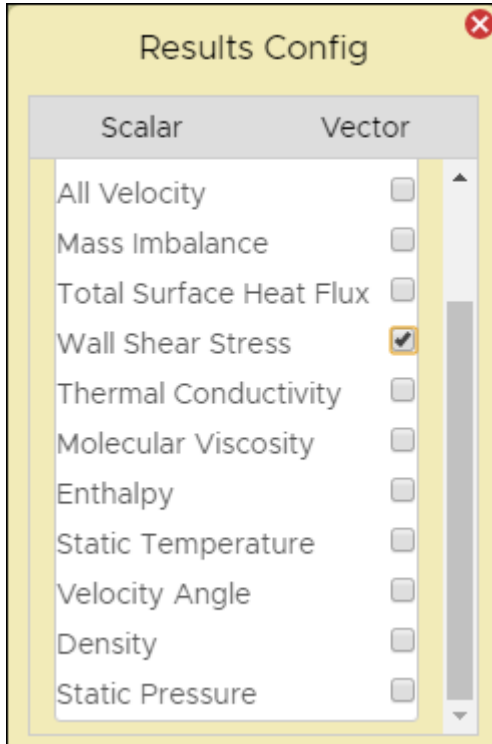 Results Config
Scalar Vector
All Velocity
Mass Imbalance
Total Surface Heat Flux
Wall Shear Stress
Thermal Conductivity
Molecular Viscosity
Enthalpy
Static Temperature
Velocity Angle
Density
Static Pressure